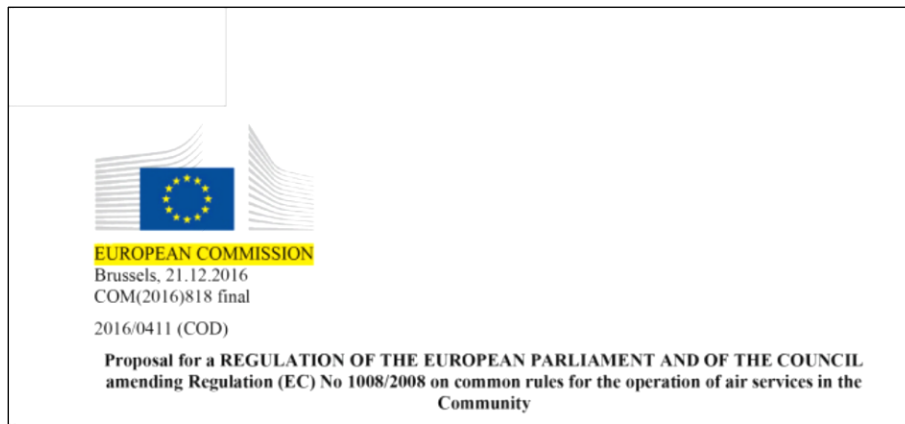 EUROPEAN COMMISSION
Brussels, 21.12.2016
COM(2016)818 final
2016/0411 (COD)
Proposal for a REGULATION OF THE EUROPEAN PARLIAMENT AND OF THE COUNCIL
amending Regulation (EC) No 1008/2008 on common rules for the operation of air services in the
Community